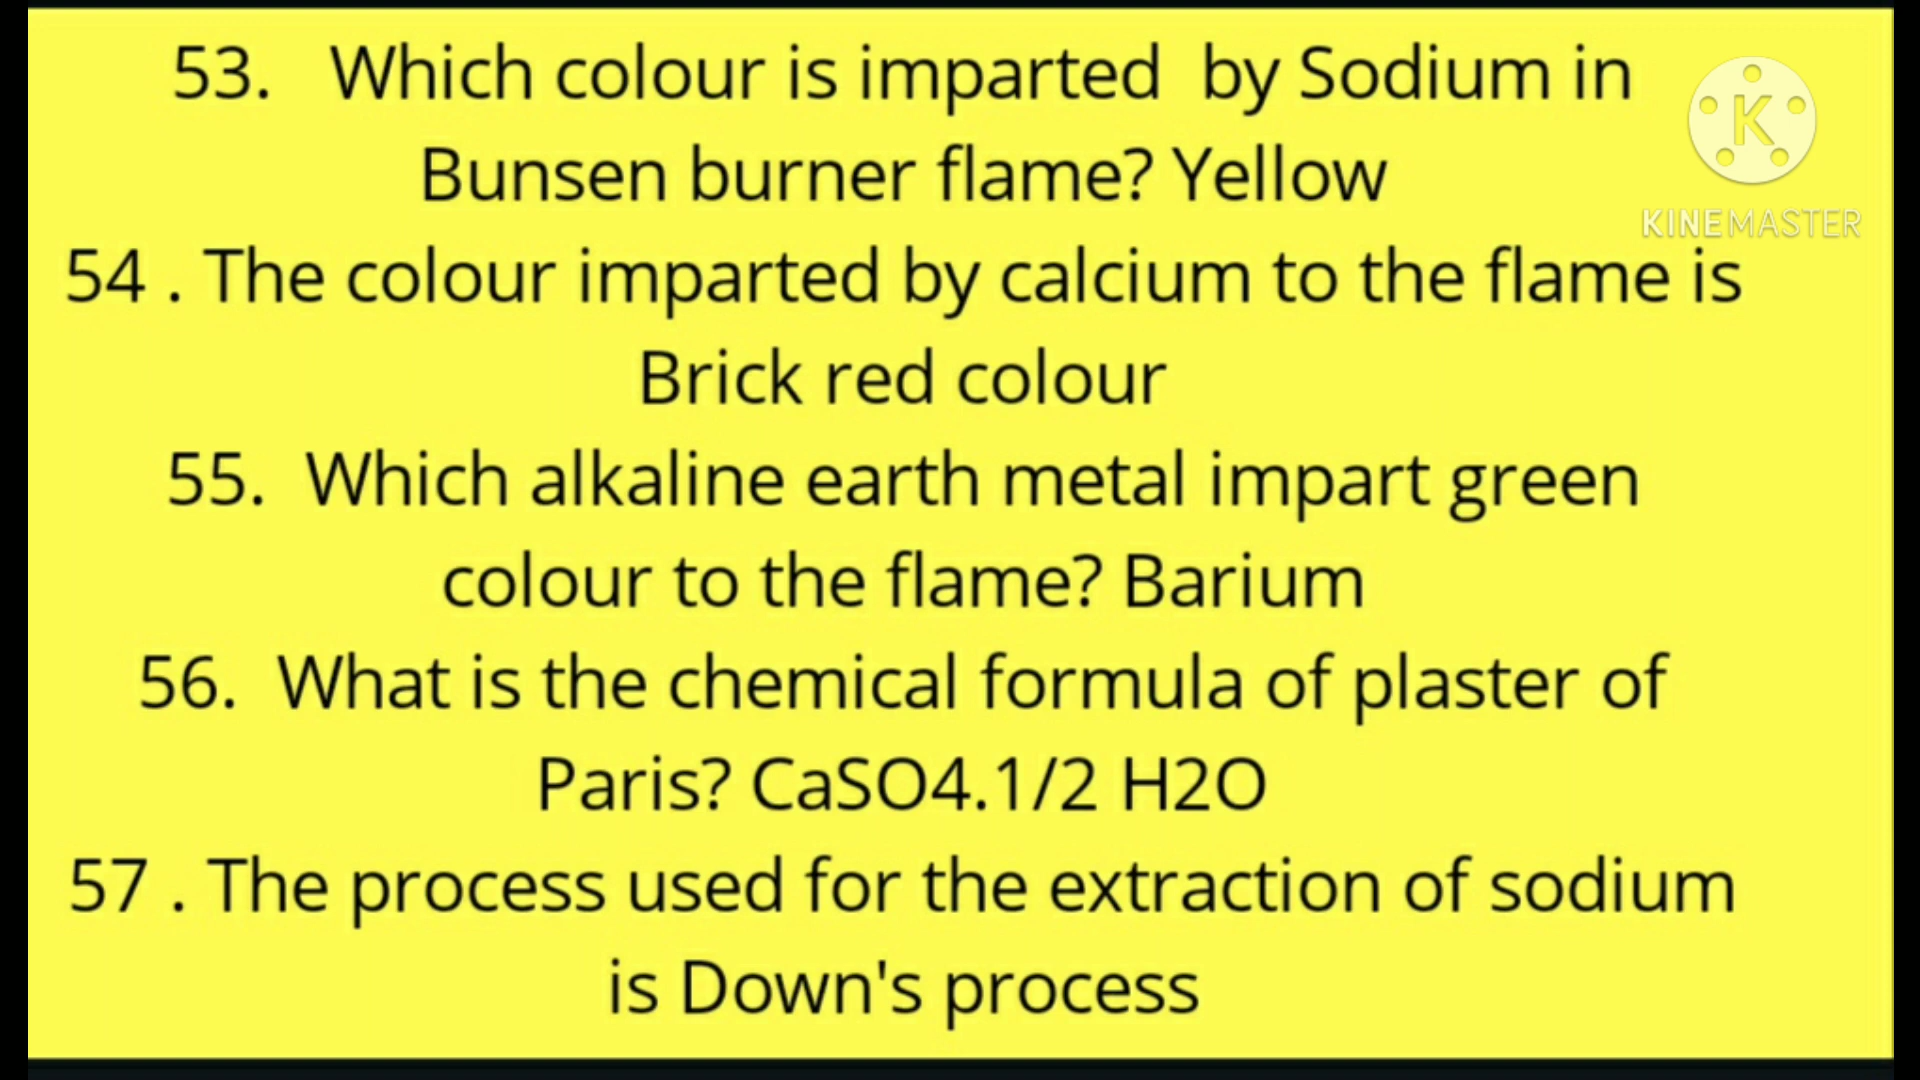 53. Which colour is imparted by Sodium in
Bunsen burner flame? Yellow
54 . The colour imparted by calcium to the flame is
Brick red colour
55. Which alkaline earth metal impart green
colour to the flame? Barium
56. What is the chemical formula of plaster of
Paris? CaSO4.1/2 H2O
57 . The process used for the extraction of sodium
is Down's process
K
KINEMASTER